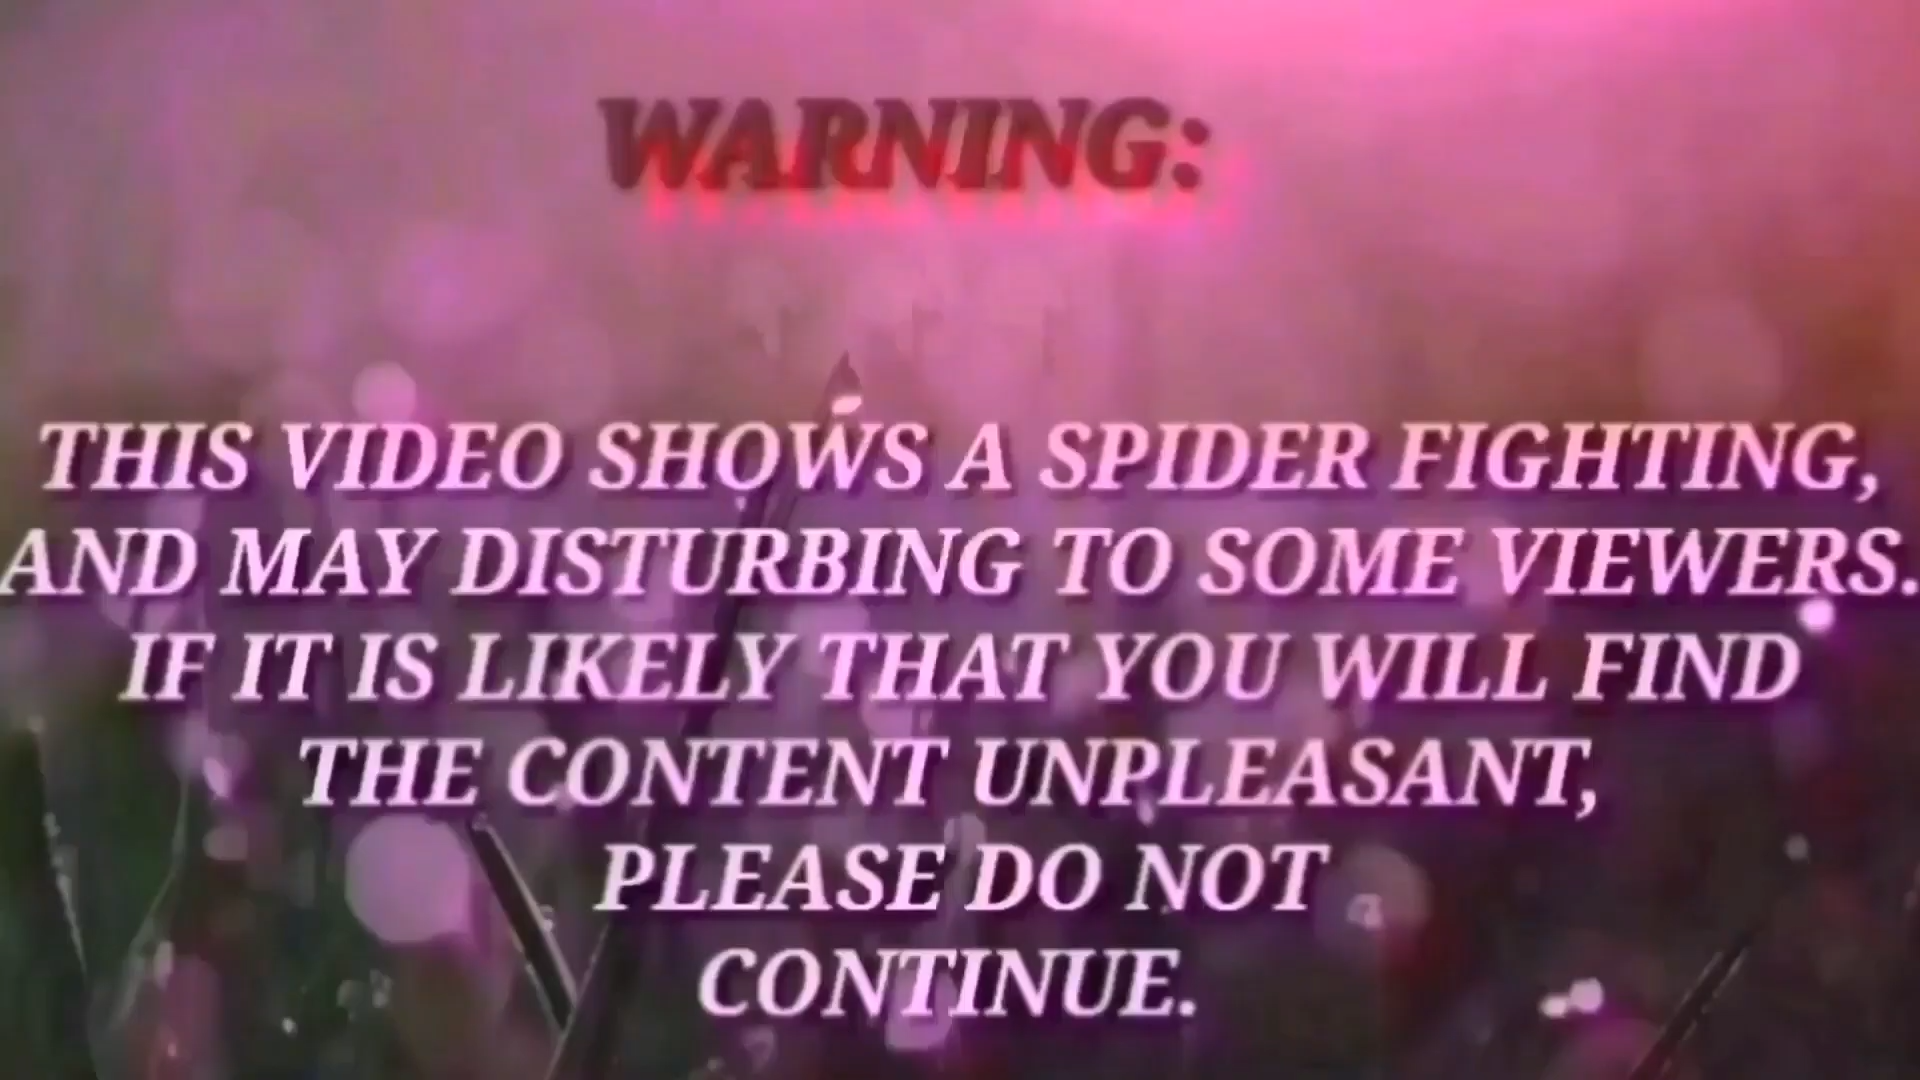 WARNING:
THIS VIDEO SHOWS A SPIDER FIGHTING,
AND MAY DISTURBING TO SOME VIEWERS.
IF IT IS LIKELY THAT YOU WILL FIND
THE CONTENT UNPLEASANT,
PLEASE DO NOT
CONTINUE.